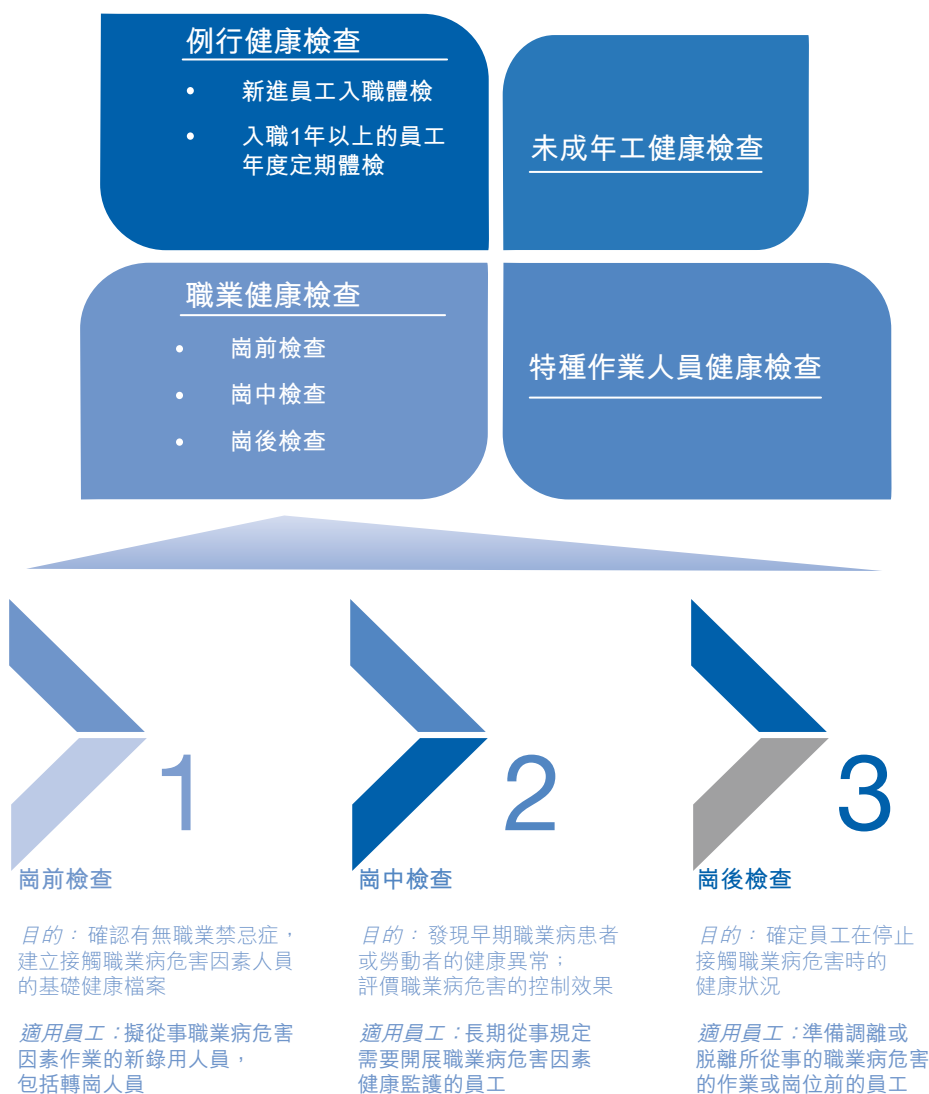 例行健康檢查
• 新進員工入職體檢
• 入職1年以上的員工
年度定期體檢
未成年工健康檢查
職業健康檢查
• 崗前檢查
• 崗中檢查
• 崗後檢查
特種作業人員健康檢查
1
崗前檢查
目的：確認有無職業禁忌症，
建立接觸職業病危害因素人員
的基礎健康檔案
適用員工：擬從事職業病危害
因素作業的新錄用人員，
包括轉崗人員
2
崗中檢查
目的：發現早期職業病患者
或勞動者的健康異常；
評價職業病危害的控制效果
適用員工：長期從事規定
需要開展職業病危害因素
健康監護的員工
3
崗後檢查
目的：確定員工在停止
接觸職業病危害時的
健康狀況
適用員工：準備調離或
脱離所從事的職業病危害
的作業或崗位前的員工